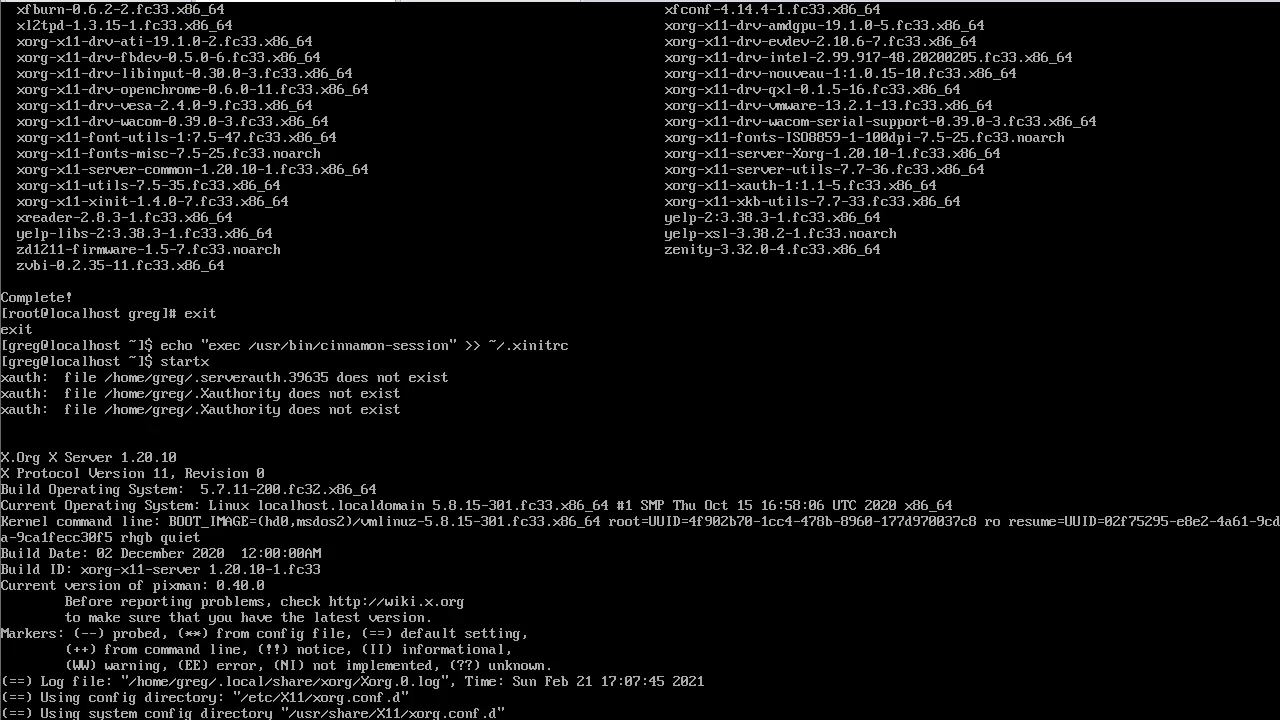 xfburn-0.6.2-2.fc33.x86_64 xfconf-4.14.4-1.fc33.x86_64
xl2tpd-1.3.15-1.fc33.x86_64 xorg-x11-drv-amdgpu-19.1.0-5.fc33.x86_64
xorg-x11-drv-ati-19.1.0-2.fc33.x86_64 xorg-x11-drv-evdev-2.10.6-7.fc33.x86_64
xorg-x11-drv-fbdev-0.5.0-6.fc33.x86_64 xorg-x11-drv-intel-2.99.917-48.20200205.fc33.x86_64
xorg-x11-drv-libinput-0.30.0-3.fc33.x86_64 xorg-x11-drv-nouveau-1:1.0.15-10.fc33.x86_64
xorg-x11-drv-openchrome-0.6.0-11.fc33.x86_64 xorg-x11-drv-qxl-0.1.5-16.fc33.x86_64
xorg-x11-drv-vesa-2.4.0-9.fc33.x86_64 xorg-x11-drv-vmware-13.2.1-13.fc33.x86_64
xorg-x11-drv-wacom-0.39.0-3.fc33.x86_64 xorg-x11-drv-wacom-serial-support-0.39.0-3.fc33.x86_64
xorg-x11-font-utils-1:7.5-47.fc33.x86_64 xorg-x11-fonts-ISO8859-1-100dpi-7.5-25.fc33.noarch
xorg-x11-fonts-misc-7.5-25.fc33.noarch xorg-x11-server-Xorg-1.20.10-1.fc33.x86_64
xorg-x11-server-common-1.20.10-1.fc33.x86_64 xorg-x11-server-utils-7.7-36.fc33.x86_64
xorg-x11-utils-7.5-35.fc33.x86_64 xorg-x11-xauth-1:1.1-5.fc33.x86_64
xorg-x11-xinit-1.4.0-7.fc33.x86_64 xorg-x11-xkb-utils-7.7-33.fc33.x86_64
xreader-2.8.3-1.fc33.x86_64 yelp-2:3.38.3-1.fc33.x86_64
yelp-libs-2:3.38.3-1.fc33.x86_64 yelp-xsl-3.38.2-1.fc33.noarch
zd1211-firmware-1.5-7.fc33.noarch zenity-3.32.0-4.fc33.x86_64
zvbi-0.2.35-11.fc33.x86_64
Complete!
[root@localhost greg]# exit
exit
[greg@localhost ~]$ echo "exec /usr/bin/cinnamon-session" >> ~/.xinitrc
[greg@localhost ~]$ startx
xauth:  file /home/greg/.serverauth.39635 does not exist
xauth:  file /home/greg/.Xauthority does not exist
xauth:  file /home/greg/.Xauthority does not exist
X.Org X Server 1.20.10
X Protocol Version 11, Revision 0
Build Operating System:  5.7.11-200.fc32.x86_64
Current Operating System: Linux localhost.localdomain 5.8.15-301.fc33.x86_64 #1 SMP Thu Oct 15 16:58:06 UTC 2020 x86_64
Kernel command line: BOOT_IMAGE=(hd0,msdos2)/vmlinuz-5.8.15-301.fc33.x86_64 root=UUID=4f902b70-1cc4-478b-8960-177d970037c8 ro resume=UUID=02f75295-e8e2-4a61-9cd
a-9ca1fecc30f5 rhgb quiet
Build Date: 02 December 2020  12:00:00AM
Build ID: xorg-x11-server 1.20.10-1.fc33
Current version of pixman: 0.40.0
Before reporting problems, check http://wiki.x.org
to make sure that you have the latest version.
Markers: (--) probed, (**) from config file, (==) default setting,
(++) from command line, (!!) notice, (II) informational,
(WW) warning, (EE) error, (NI) not implemented, (??) unknown.
(==) Log file: "/home/greg/.local/share/xorg/Xorg.0.log", Time: Sun Feb 21 17:07:45 2021
(==) Using config directory: "/etc/X11/xorg.conf.d"
(==) Using system config directory "/usr/share/X11/xorg.conf.d"